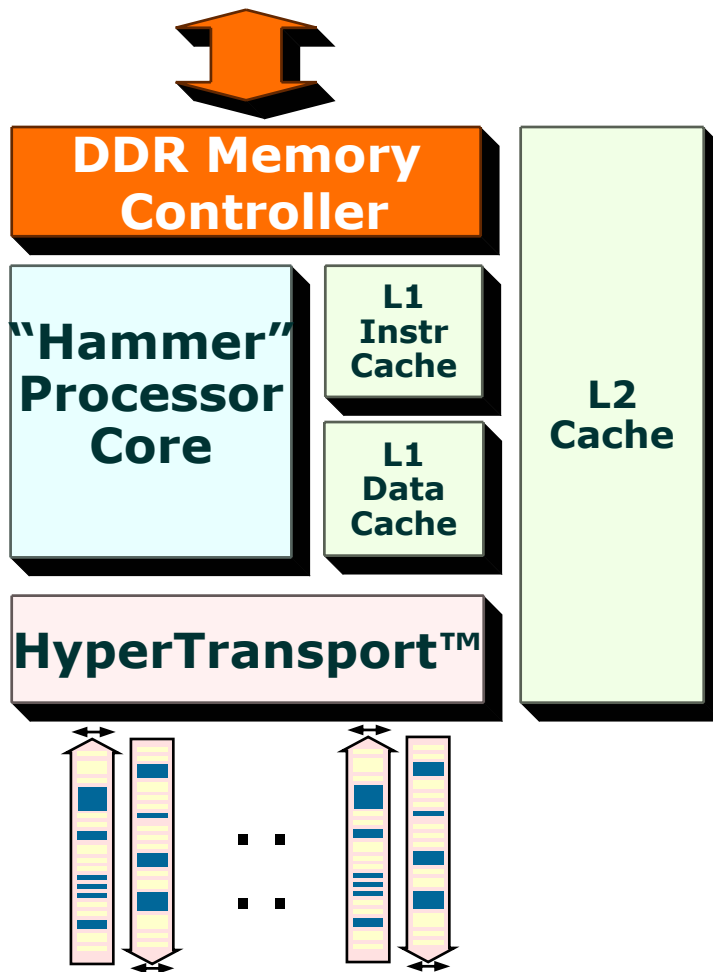 DDR Memory
Controller
“Hammer”
Processor
Core
L1
Instr
Cache
L1
Data
Cache
L2
Cache
HyperTransport™